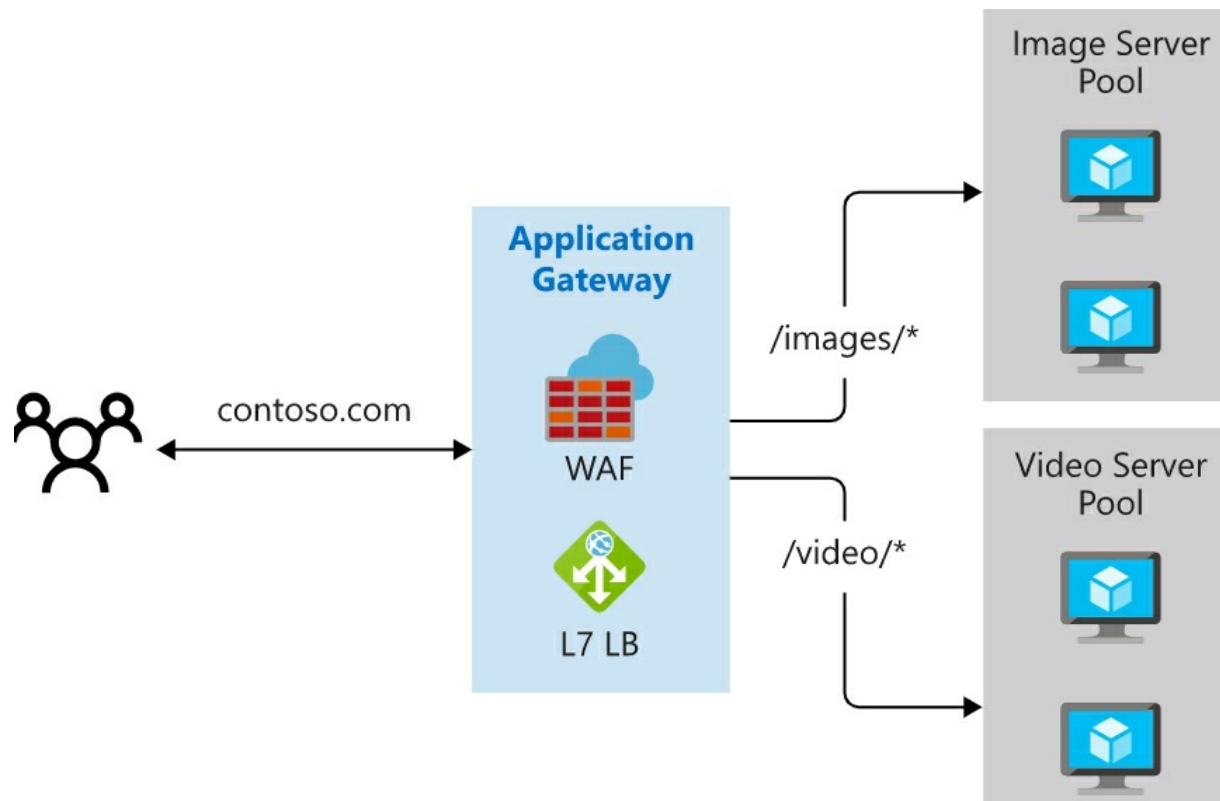 contoso.com
Application
Gateway
WAF
L7 LB
/images/*
/video/*
Image Server
Pool
Video Server
Pool